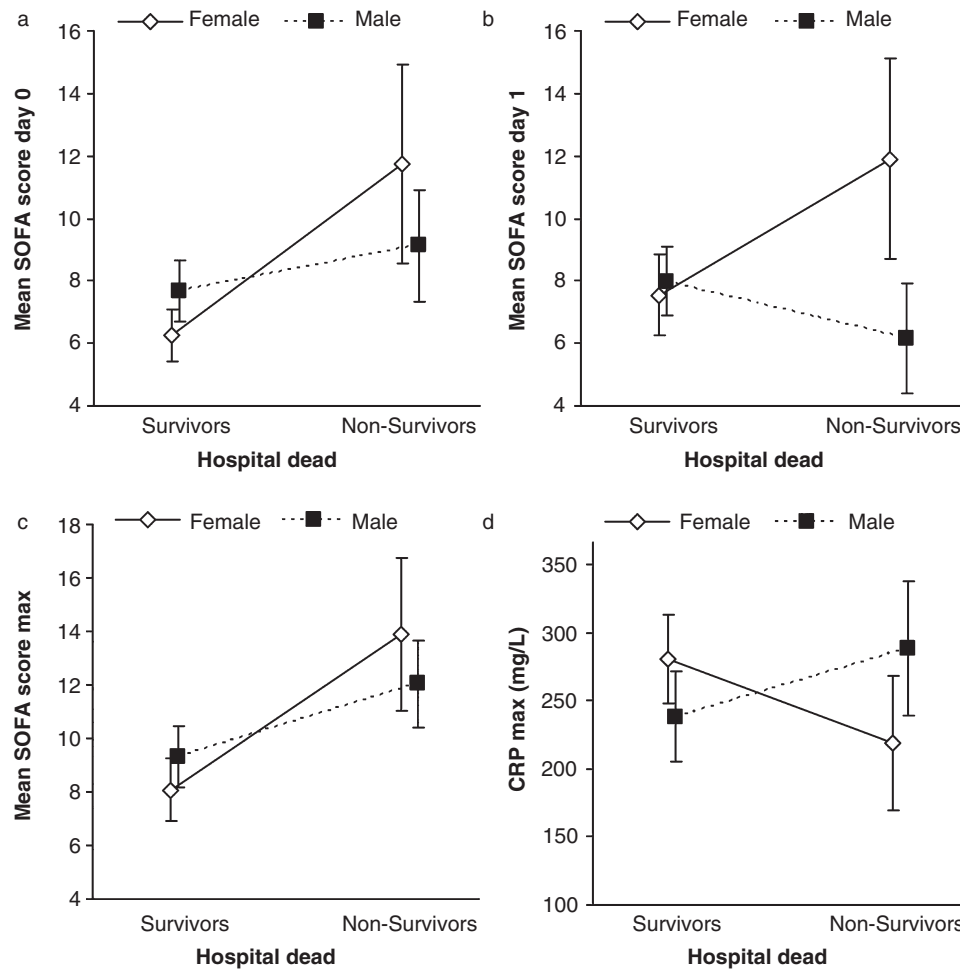 a
Female Male
16
14
12
10
8
6
4
Mean SOFA score day 0
Survivors Non-Survivors
Hospital dead
b
Female Male
16
14
12
10
8
6
4
Mean SOFA score day 1
Survivors Non-Survivors
Hospital dead
c
Female Male
18
16
14
12
10
8
6
4
Mean SOFA score max
Survivors Non-Survivors
Hospital dead
d
Female Male
350
300
250
200
150
100
CRP max (mg/L)
Survivors Non-Survivors
Hospital dead